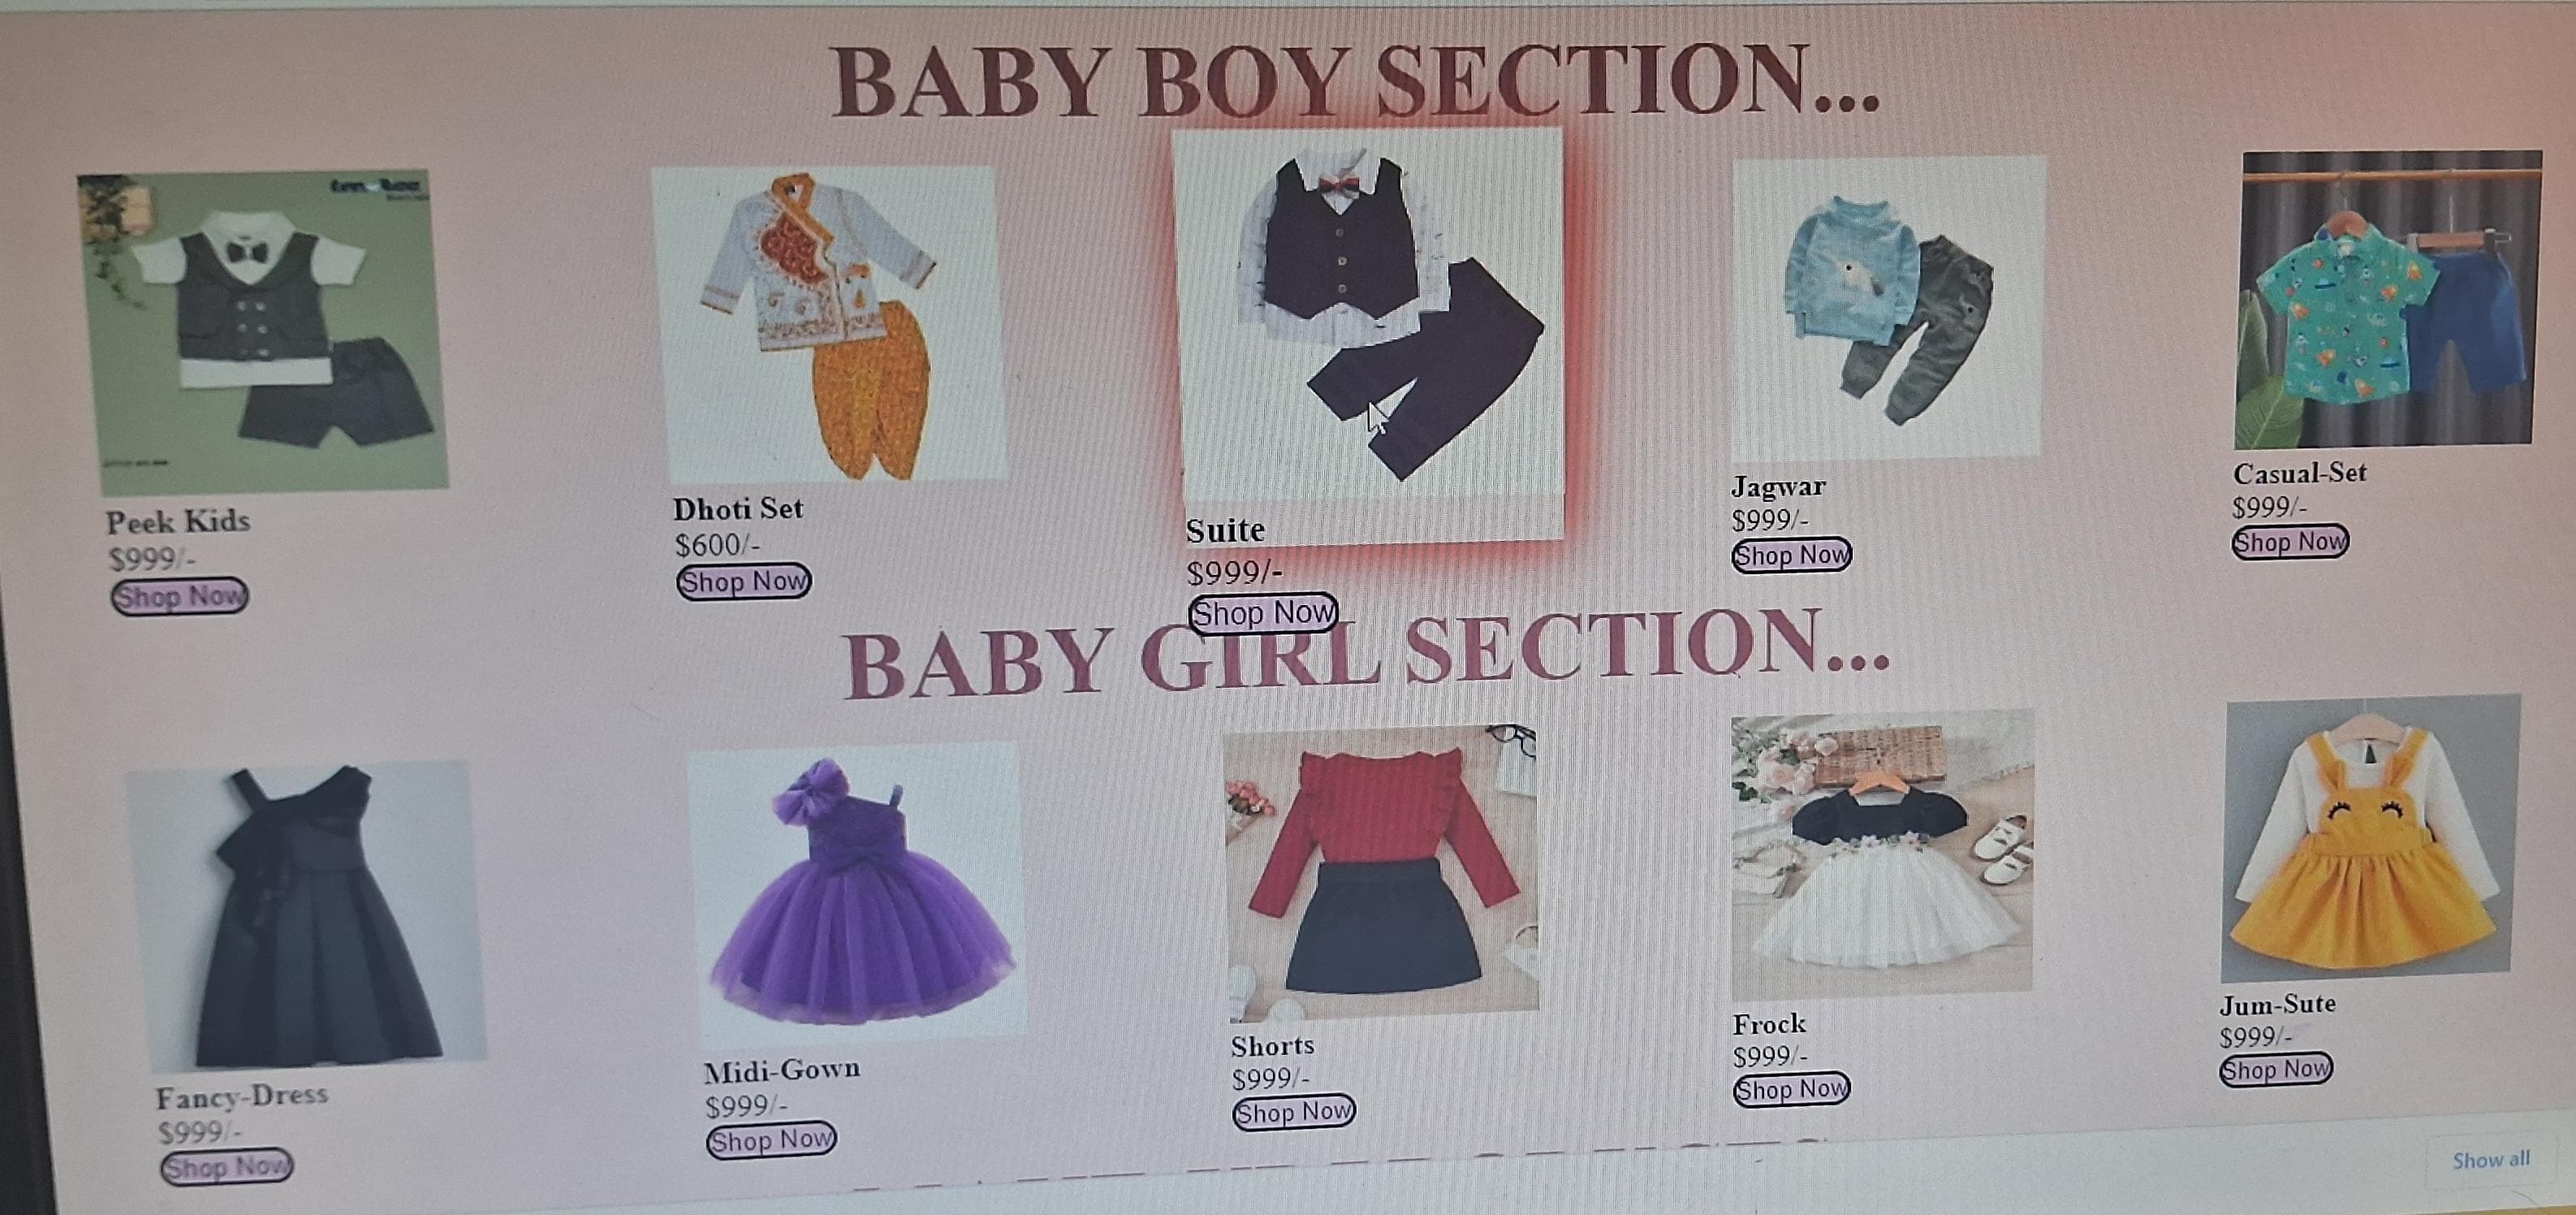 BABY BOY SECTION...
Peek Kids
$999/-
Shop Now
Dhoti Set
$600/-
Shop Now
Suite
$999/-
Shop Now
Jagwar
$999/-
Shop Now
Casual-Set
$999/-
Shop Now
BABY GIRL SECTION...
Fancy-Dress
$999/-
Shop Now
Midi-Gown
$999/-
Shop Now
Shorts
$999/-
Shop Now
Frock
$999/-
Shop Now
Jum-Sute
$999/-
Shop Now
Show all